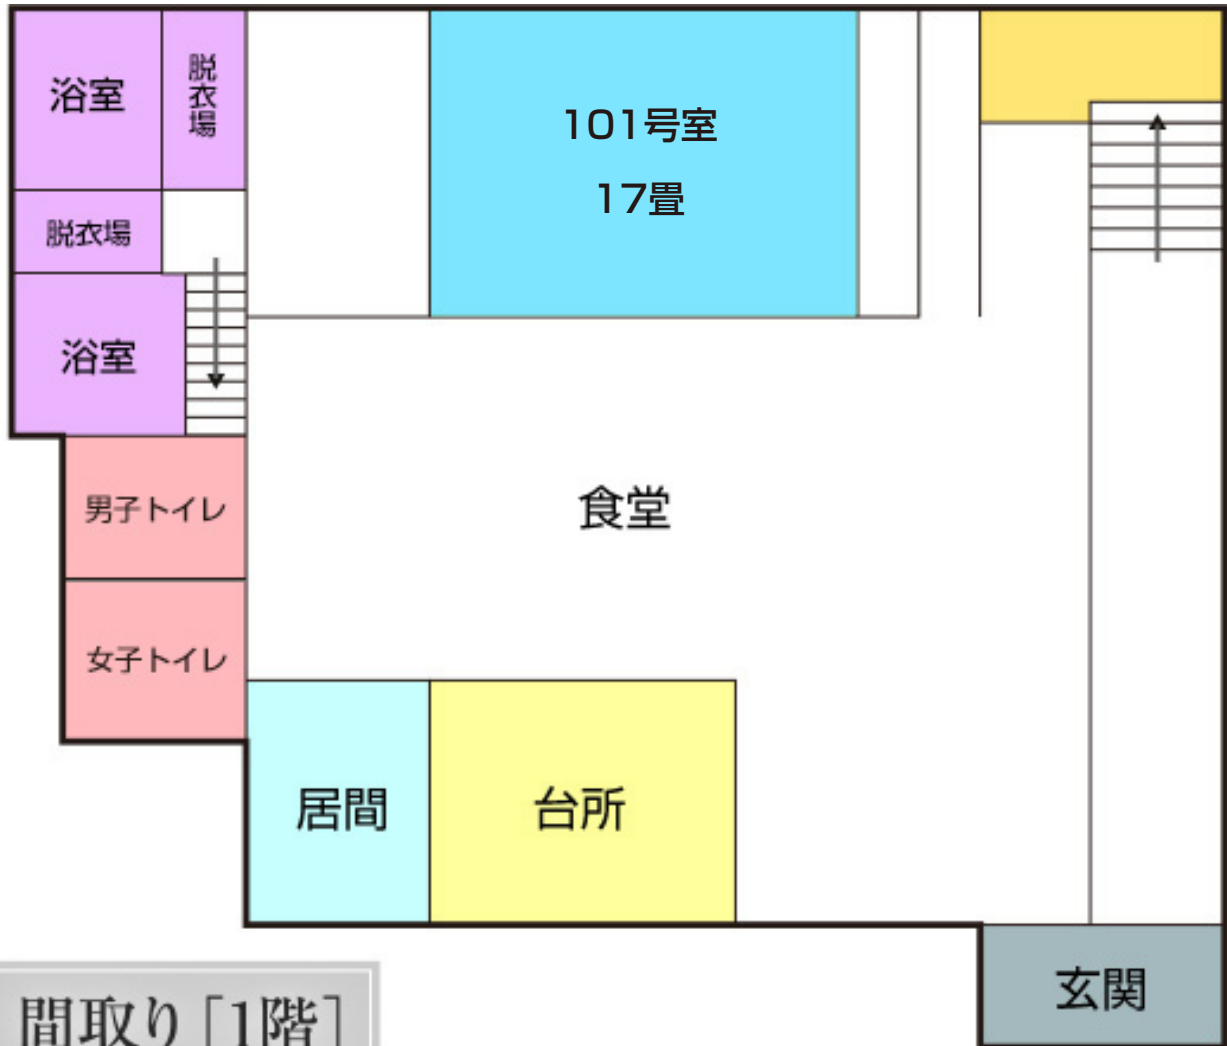 浴室
脱衣場
101号室
17畳
脱衣場
浴室
男子トイレ
食堂
女子トイレ
居間
台所
玄関
間取り［1階］